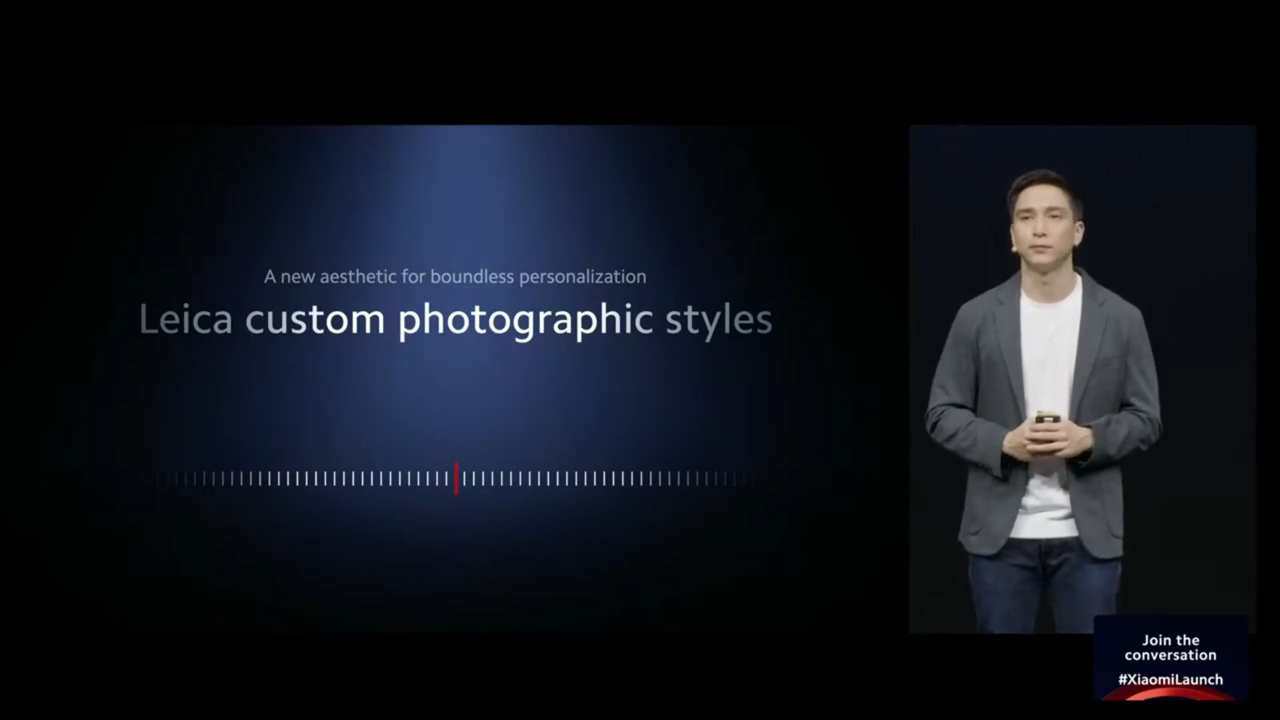 A new aesthetic for boundless personalization
Leica custom photographic styles
Join the
conversation
#XiaomiLaunch